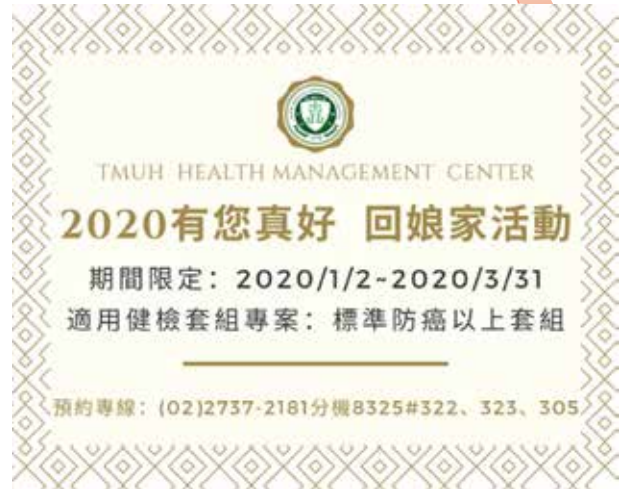 TMUH HEALTH MANAGEMENT CENTER
2020有您真好 回娘家活動
期間限定：2020/1/2~2020/3/31
適用健檢套組專案：標準防癌以上套組
預約專線：(02)2737-2181分機8325#322、323、305